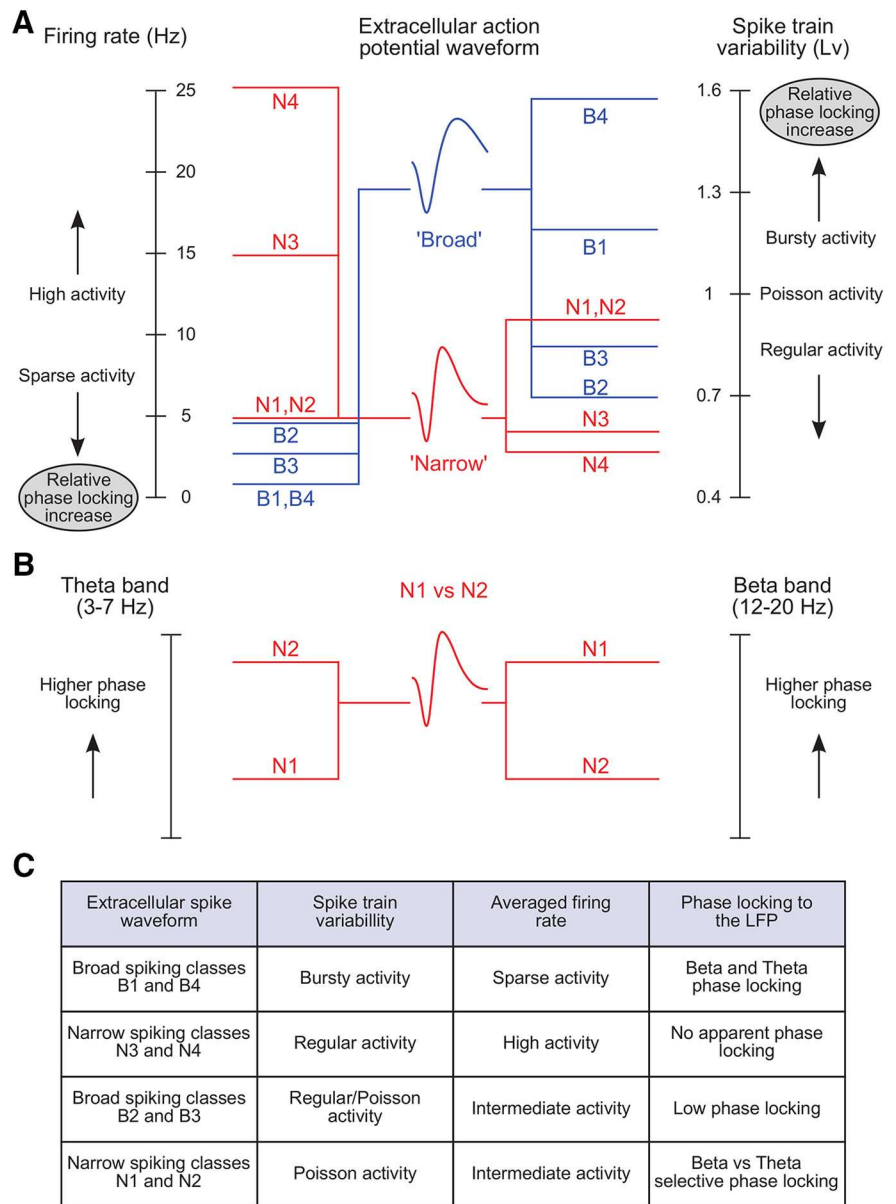 A
Firing rate (Hz)
Extracellular action
potential waveform
Spike train
variability (Lv)
25
20
15
10
5
0
High activity
Sparse activity
Relative
phase locking
increase
N4
N3
N1,N2
B2
B3
B1,B4
'Broad'
'Narrow'
B4
B1
N1,N2
B3
B2
N3
N4
1.6
1.3
1
0.7
0.4
Relative
phase locking
increase
Bursty activity
Poisson activity
Regular activity
B
Theta band
(3-7 Hz)
N1 vs N2
Beta band
(12-20 Hz)
Higher phase
locking
N2
N1
N1
N2
Higher phase
locking
C
Extracellular spike
waveform
Spike train
variabillity
Averaged firing
rate
Phase locking to
the LFP
Broad spiking classes
B1 and B4
Bursty activity
Sparse activity
Beta and Theta
phase locking
Narrow spiking classes
N3 and N4
Regular activity
High activity
No apparent phase
locking
Broad spiking classes
B2 and B3
Regular/Poisson
activity
Intermediate activity
Low phase locking
Narrow spiking classes
N1 and N2
Poisson activity
Intermediate activity
Beta vs Theta
selective phase locking